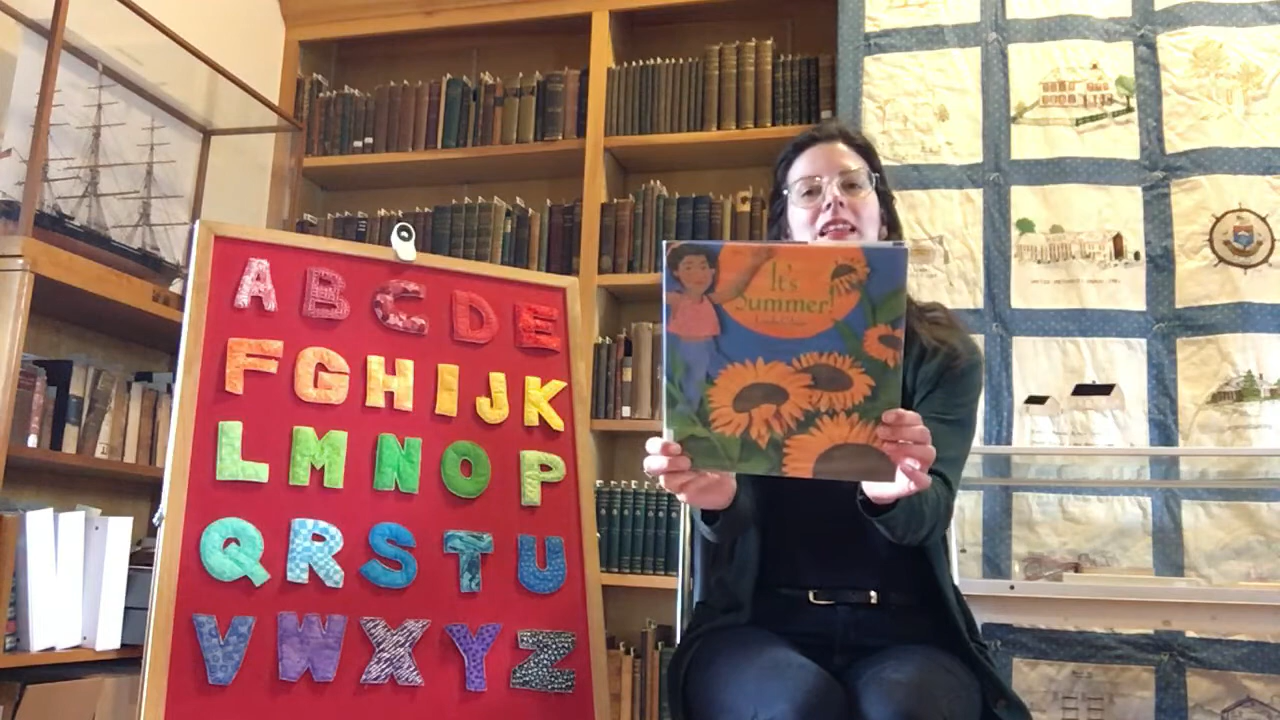 A B C D E
F G H I J K
L M N O P
Q R S T U
V W X Y Z
It's
Summer!